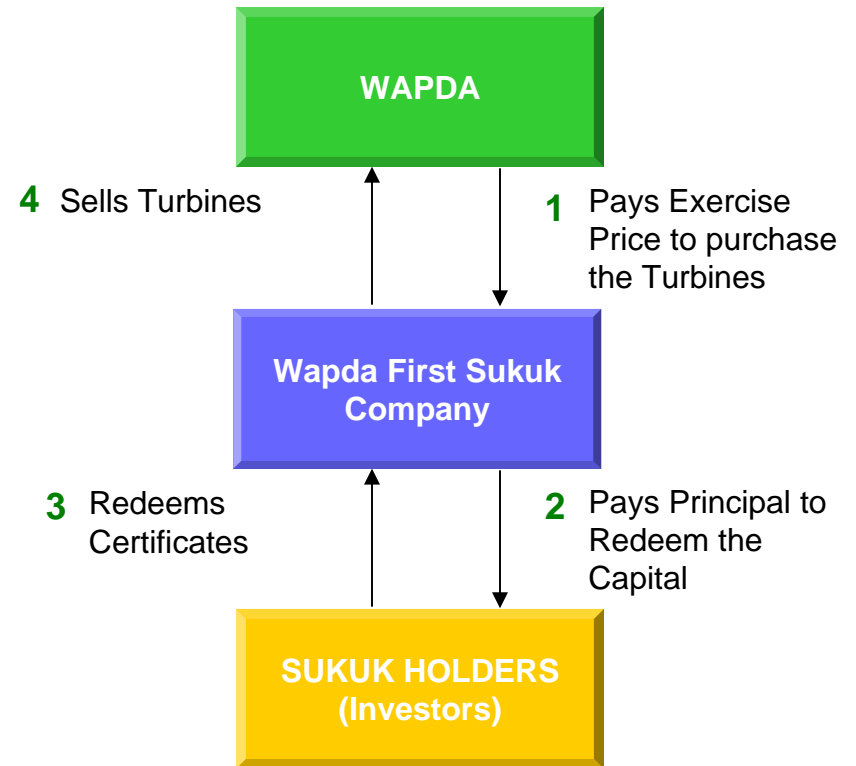 WAPDA
4 Sells Turbines
1 Pays Exercise
Price to purchase
the Turbines
Wapda First Sukuk
Company
3 Redeems
Certificates
2 Pays Principal to
Redeem the
Capital
SUKUK HOLDERS
(Investors)